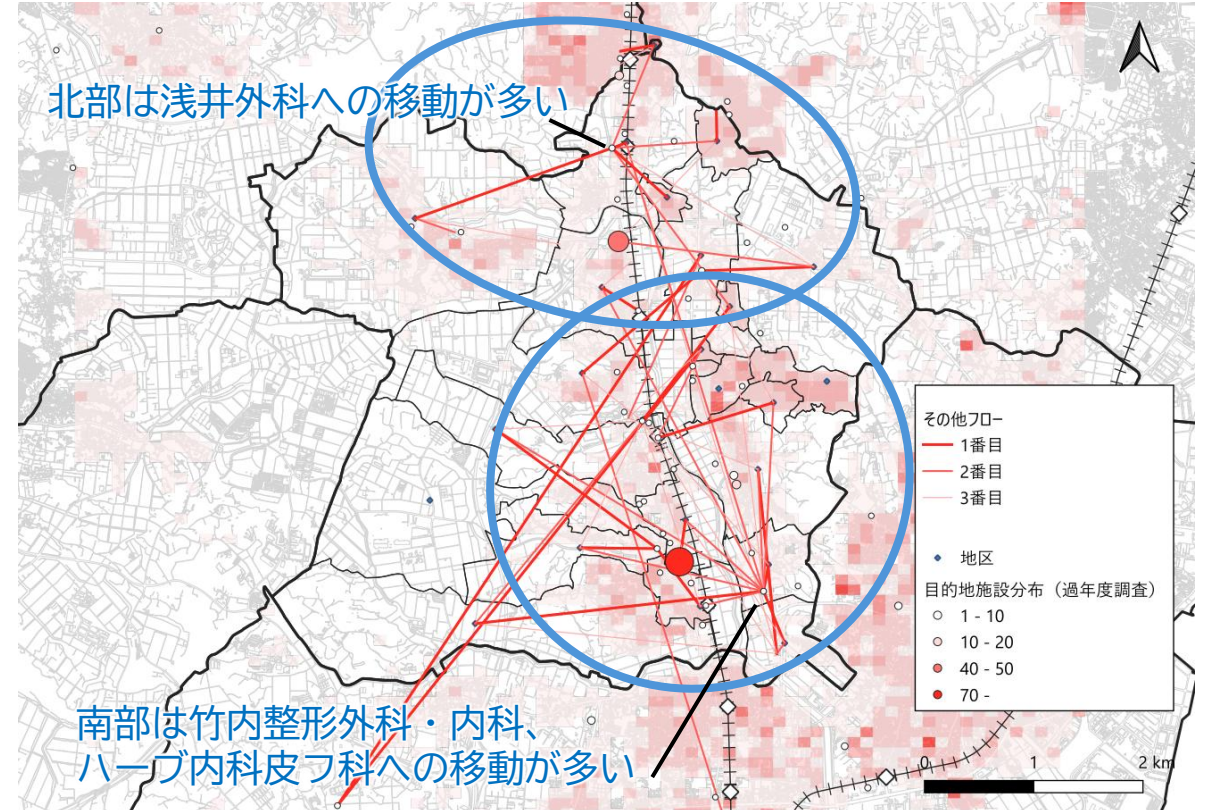 北部は浅井外科への移動が多い
その他フロー
1番目
2番目
3番目
地区
目的地施設分布（過年度調査）
1 - 10
10 - 20
40 - 50
70 -
南部は竹内整形外科・内科、
ハーブ内科皮フ科への移動が多い
0 1 2 km